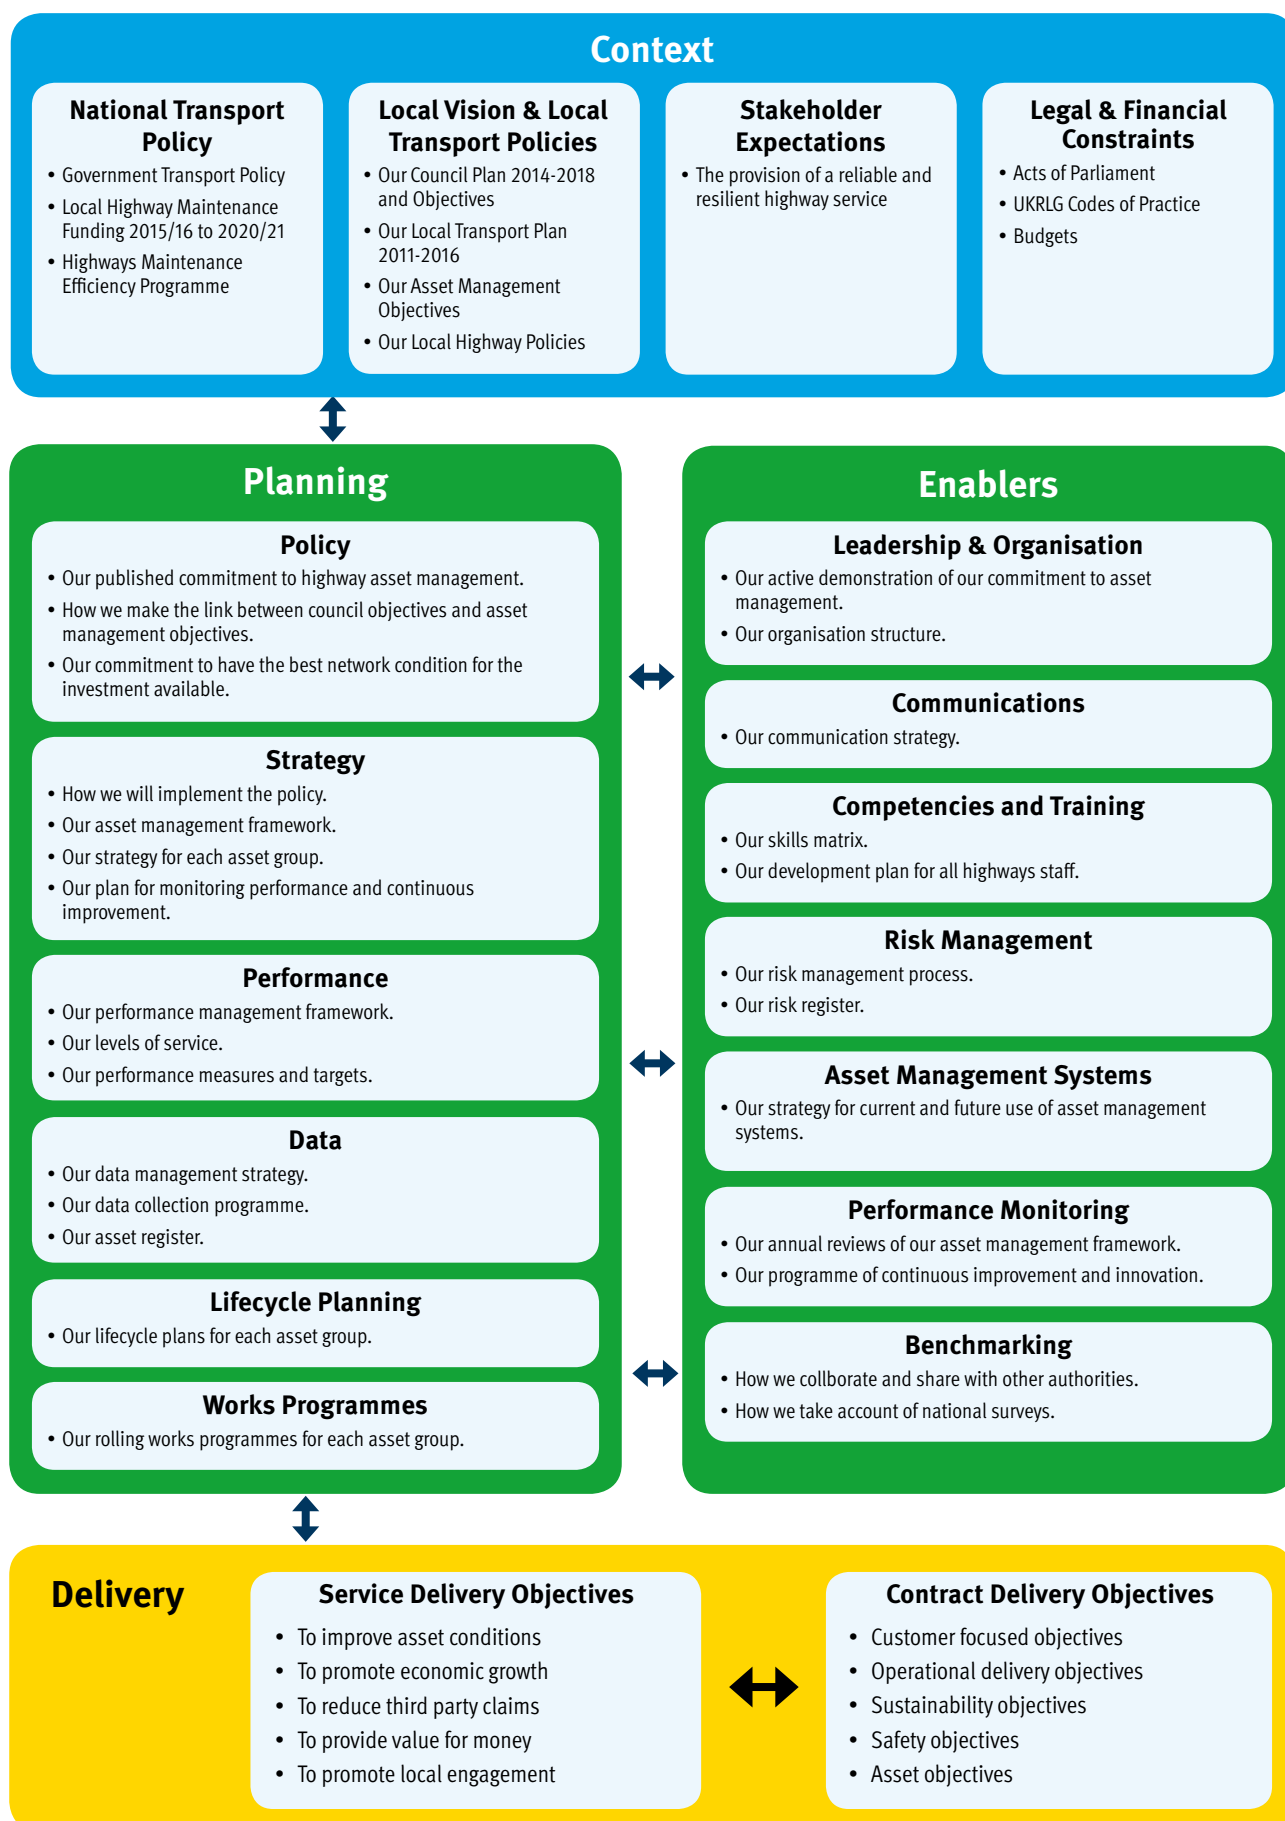 Context
National Transport
Policy
• Government Transport Policy
• Local Highway Maintenance
Funding 2015/16 to 2020/21
• Highways Maintenance
Efficiency Programme
Local Vision & Local
Transport Policies
• Our Council Plan 2014-2018
and Objectives
• Our Local Transport Plan
2011-2016
• Our Asset Management
Objectives
• Our Local Highway Policies
Stakeholder
Expectations
• The provision of a reliable and
resilient highway service
Legal & Financial
Constraints
• Acts of Parliament
• UKRLG Codes of Practice
• Budgets
Planning
Policy
• Our published commitment to highway asset management.
• How we make the link between council objectives and asset
management objectives.
• Our commitment to have the best network condition for the
investment available.
Strategy
• How we will implement the policy.
• Our asset management framework.
• Our strategy for each asset group.
• Our plan for monitoring performance and continuous
improvement.
Performance
• Our performance management framework.
• Our levels of service.
• Our performance measures and targets.
Data
• Our data management strategy.
• Our data collection programme.
• Our asset register.
Lifecycle Planning
• Our lifecycle plans for each asset group.
Works Programmes
• Our rolling works programmes for each asset group.
Enablers
Leadership & Organisation
• Our active demonstration of our commitment to asset
management.
• Our organisation structure.
Communications
• Our communication strategy.
Competencies and Training
• Our skills matrix.
• Our development plan for all highways staff.
Risk Management
• Our risk management process.
• Our risk register.
Asset Management Systems
• Our strategy for current and future use of asset management
systems.
Performance Monitoring
• Our annual reviews of our asset management framework.
• Our programme of continuous improvement and innovation.
Benchmarking
• How we collborate and share with other authorities.
• How we take account of national surveys.
Delivery
Service Delivery Objectives
• To improve asset conditions
• To promote economic growth
• To reduce third party claims
• To provide value for money
• To promote local engagement
Contract Delivery Objectives
• Customer focused objectives
• Operational delivery objectives
• Sustainability objectives
• Safety objectives
• Asset objectives